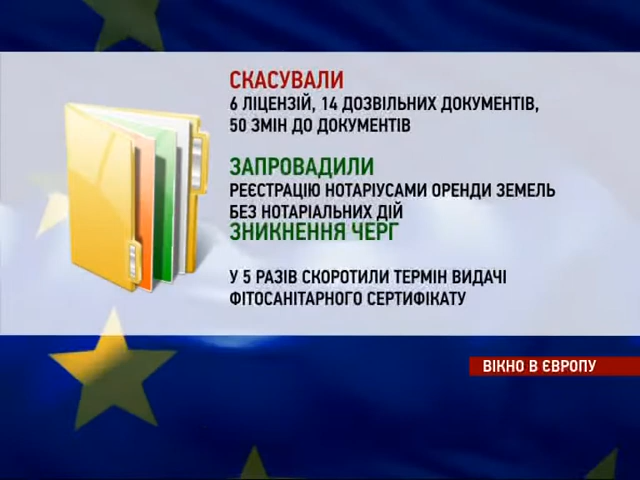 СКАСУВАЛИ
6 ЛІЦЕНЗІЙ, 14 ДОЗВІЛЬНИХ ДОКУМЕНТІВ,
50 ЗМІН ДО ДОКУМЕНТІВ
ЗАПРОВАДИЛИ
РЕЄСТРАЦІЮ НОТАРІУСАМИ ОРЕНДИ ЗЕМЕЛЬ
БЕЗ НОТАРІАЛЬНИХ ДІЙ
ЗНИКНЕННЯ ЧЕРГ
У 5 РАЗІВ СКОРОТИЛИ ТЕРМІН ВИДАЧІ
ФІТОСАНІТАРНОГО СЕРТИФІКАТУ
ВІКНО В ЄВРОПУ